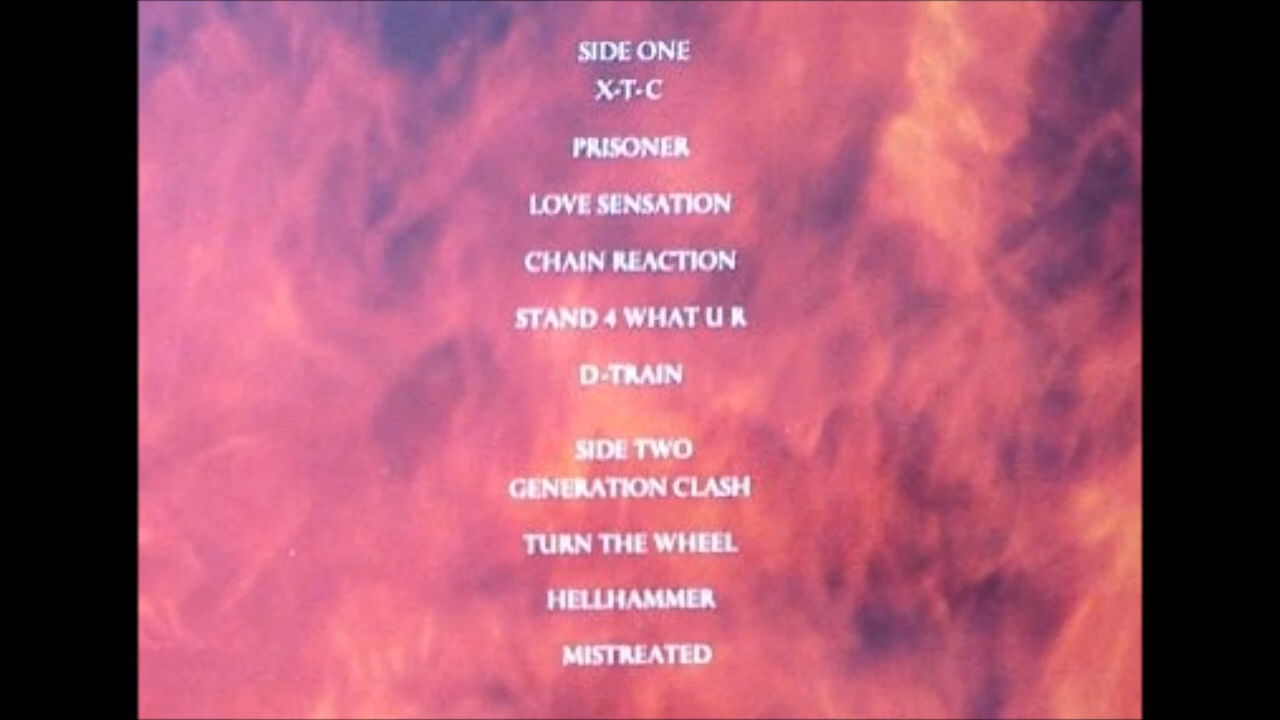 SIDE ONE
X-T-C
PRISONER
LOVE SENSATION
CHAIN REACTION
STAND 4 WHAT U R
D-TRAIN
SIDE TWO
GENERATION CLASH
TURN THE WHEEL
HELLHAMMER
MISTREATED